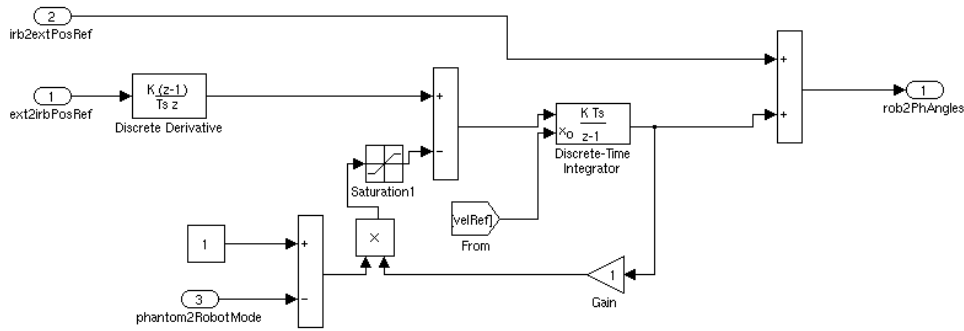 2
irb2extPosRef
1
ext2irbPosRef
K (z-1)
Ts z
Discrete Derivative
+
−
Saturation1
K Ts
z-1
xo
Discrete-Time
Integrator
+
+
1
rob2PhAngles
[velRef]
From
1
+
−
×
3
phantom2RobotMode
1
Gain